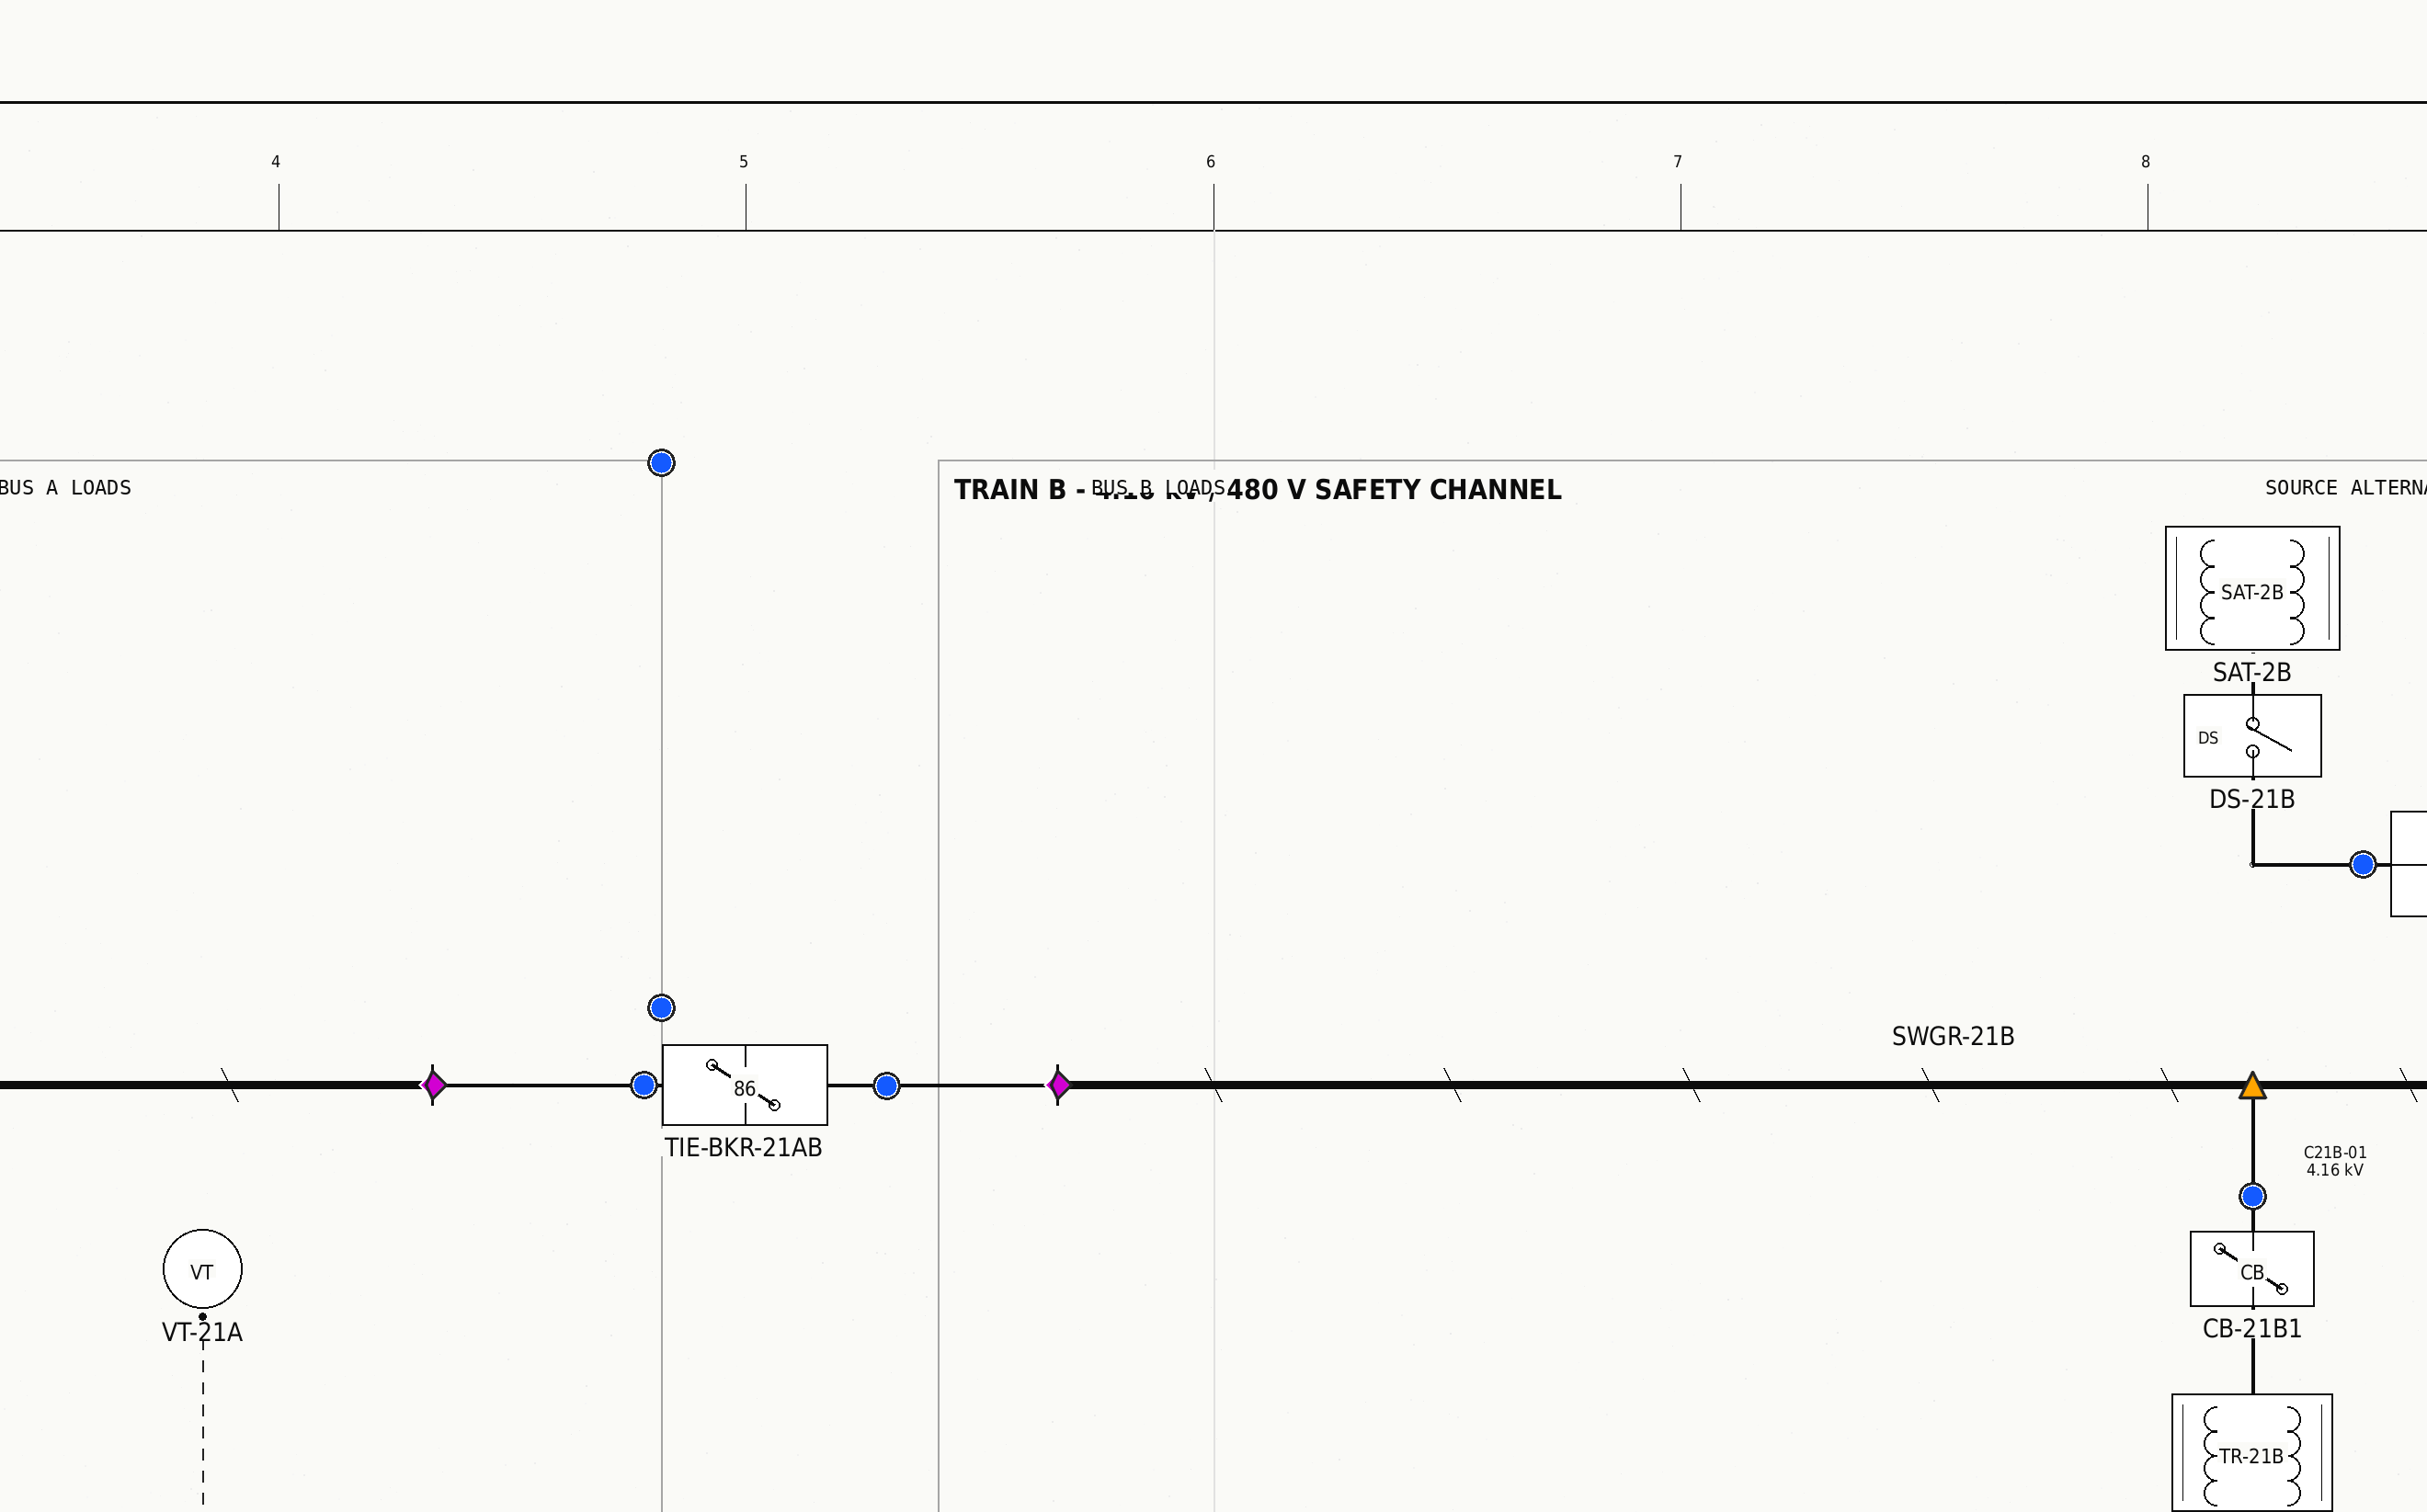 4 5 6 7 8
BUS A LOADS
TRAIN B - 480 V SAFETY CHANNEL
BUS B LOADS
SOURCE
SAT-2B
SAT-2B
DS
DS-21B
SWGR-21B
86
TIE-BKR-21AB
C21B-01
4.16 kV
VT
VT-21A
CB
CB-21B1
TR-21B